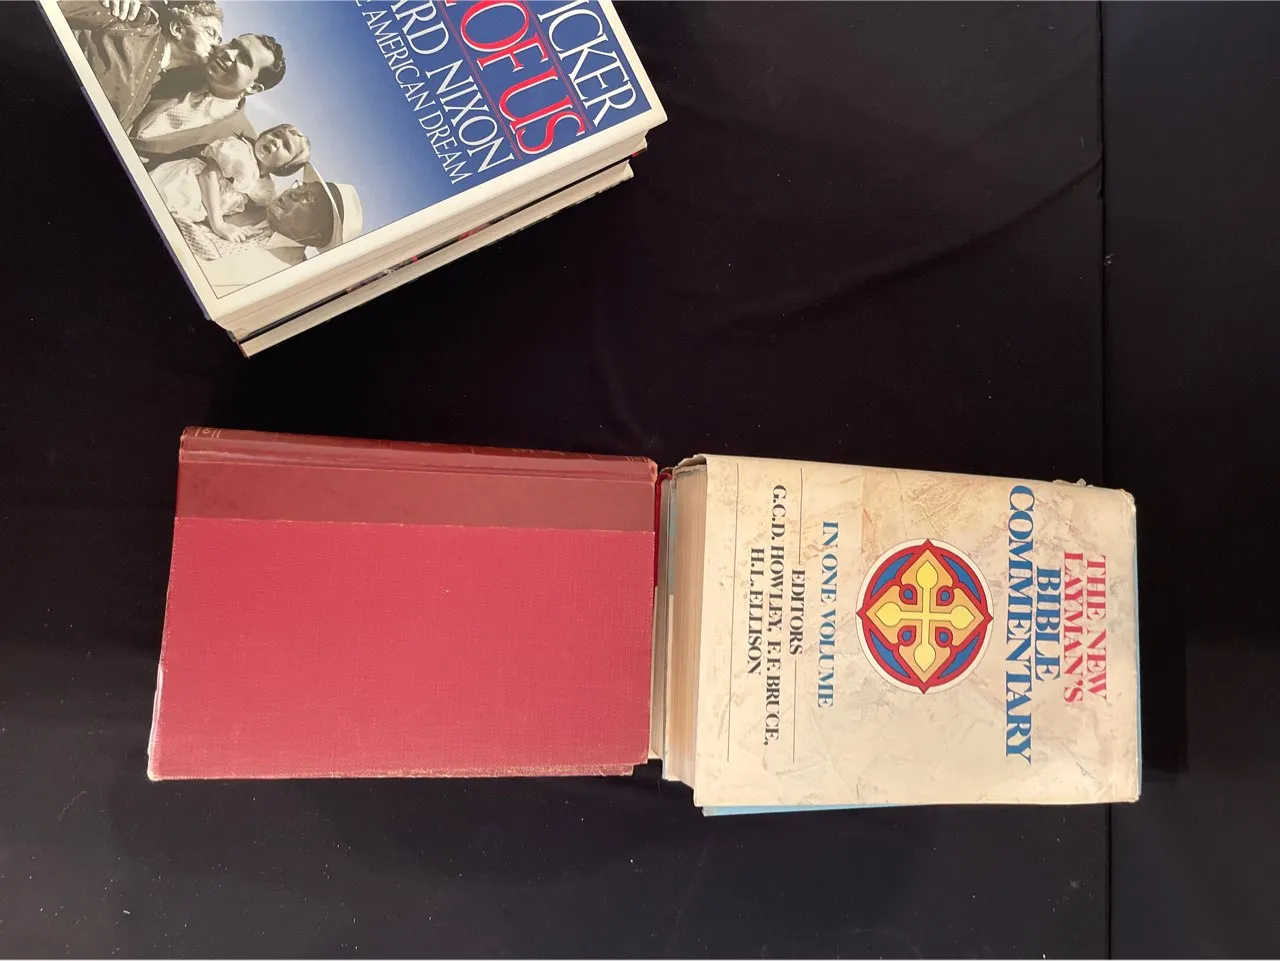 ICKER
OF US
ARD NIXON
AMERICAN DREAM
THE NEW
LAYMAN'S
BIBLE
COMMENTARY
IN ONE VOLUME
EDITORS
G.C.D. HOWLEY, F.F. BRUCE,
H.L. ELLISON